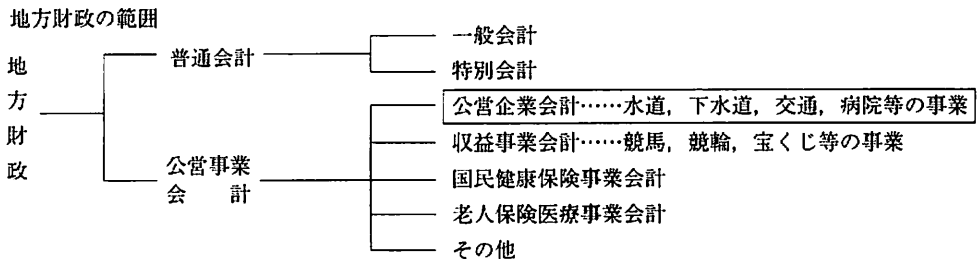 地方財政の範囲
地方財政
普通会計
一般会計
特別会計
公営事業
会計
公営企業会計……水道，下水道，交通，病院等の事業
収益事業会計……競馬，競輪，宝くじ等の事業
国民健康保険事業会計
老人保険医療事業会計
その他